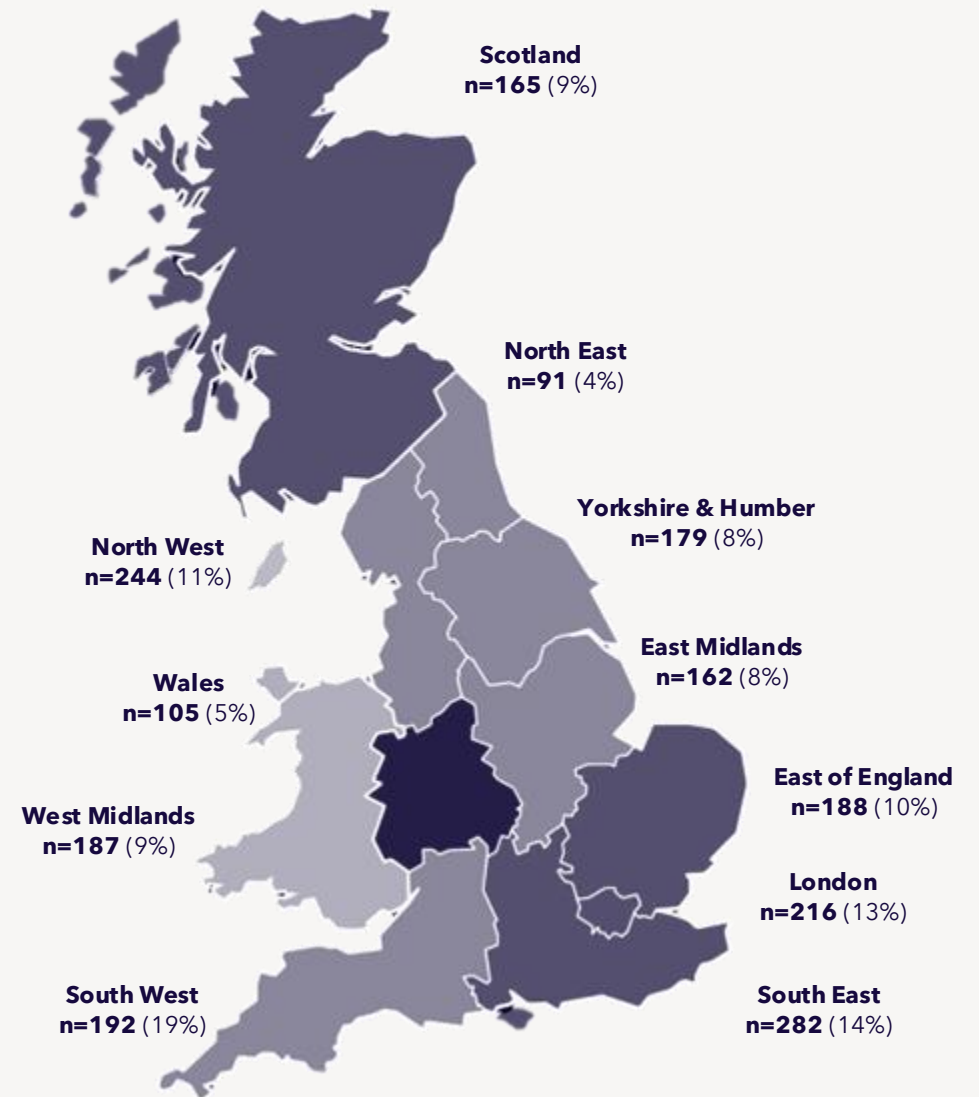 Scotland
n=165 (9%)
North East
n=91 (4%)
Yorkshire & Humber
n=179 (8%)
North West
n=244 (11%)
East Midlands
n=162 (8%)
Wales
n=105 (5%)
East of England
n=188 (10%)
West Midlands
n=187 (9%)
London
n=216 (13%)
South West
n=192 (19%)
South East
n=282 (14%)